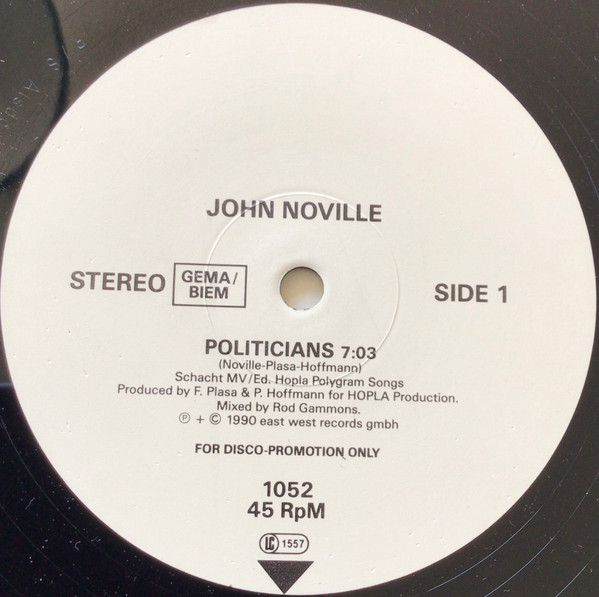 JOHN NOVILLE
STEREO
GEMA/
BIEM
SIDE 1
POLITICIANS 7:03
(Noville-Plasa-Hoffmann)
Schacht MV/Ed. Hopla Polygram Songs
Produced by F. Plasa & P. Hoffmann for HOPLA Production.
Mixed by Rod Gammons.
℗ + © 1990 east west records gmbh
FOR DISCO-PROMOTION ONLY
1052
45 RpM
LC 1557